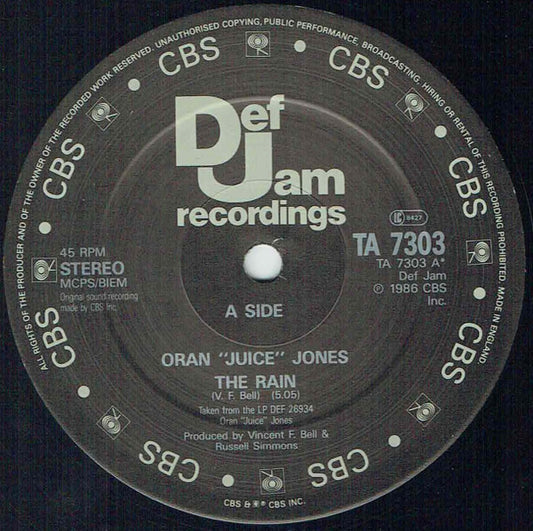 ALL RIGHTS OF THE PRODUCER AND OF THE OWNER OF THE RECORDED WORK RESERVED. UNAUTHORISED COPYING, PUBLIC PERFORMANCE, BROADCASTING, HIRING OR RENTAL OF THIS RECORDING PROHIBITED. MADE IN ENGLAND.
CBS
CBS
CBS
CBS
CBS
CBS
CBS
CBS
Def
Jam
recordings
8427
45 RPM
STEREO
MCPS/BIEM
Original sound recording
made by CBS Inc.
TA 7303
TA 7303 A*
Def Jam
℗ 1986 CBS
Inc.
A SIDE
ORAN "JUICE" JONES
THE RAIN
(V. F. Bell) (5.05)
Taken from the LP DEF 26934
Oran "Juice" Jones
Produced by Vincent F. Bell &
Russell Simmons
CBS & ® CBS INC.